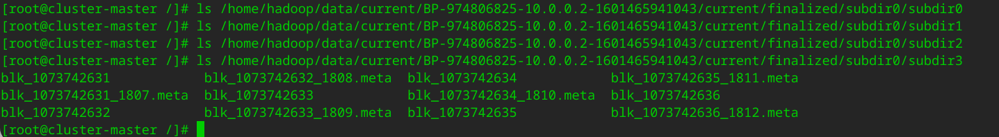 [root@cluster-master /]# ls /home/hadoop/data/current/BP-974806825-10.0.0.2-1601465941043/current/finalized/subdir0/subdir0
[root@cluster-master /]# ls /home/hadoop/data/current/BP-974806825-10.0.0.2-1601465941043/current/finalized/subdir0/subdir1
[root@cluster-master /]# ls /home/hadoop/data/current/BP-974806825-10.0.0.2-1601465941043/current/finalized/subdir0/subdir2
[root@cluster-master /]# ls /home/hadoop/data/current/BP-974806825-10.0.0.2-1601465941043/current/finalized/subdir0/subdir3
blk_1073742631            blk_1073742632_1808.meta  blk_1073742634            blk_1073742635_1811.meta
blk_1073742631_1807.meta  blk_1073742633            blk_1073742634_1810.meta  blk_1073742636
blk_1073742632            blk_1073742633_1809.meta  blk_1073742635            blk_1073742636_1812.meta
[root@cluster-master /]#